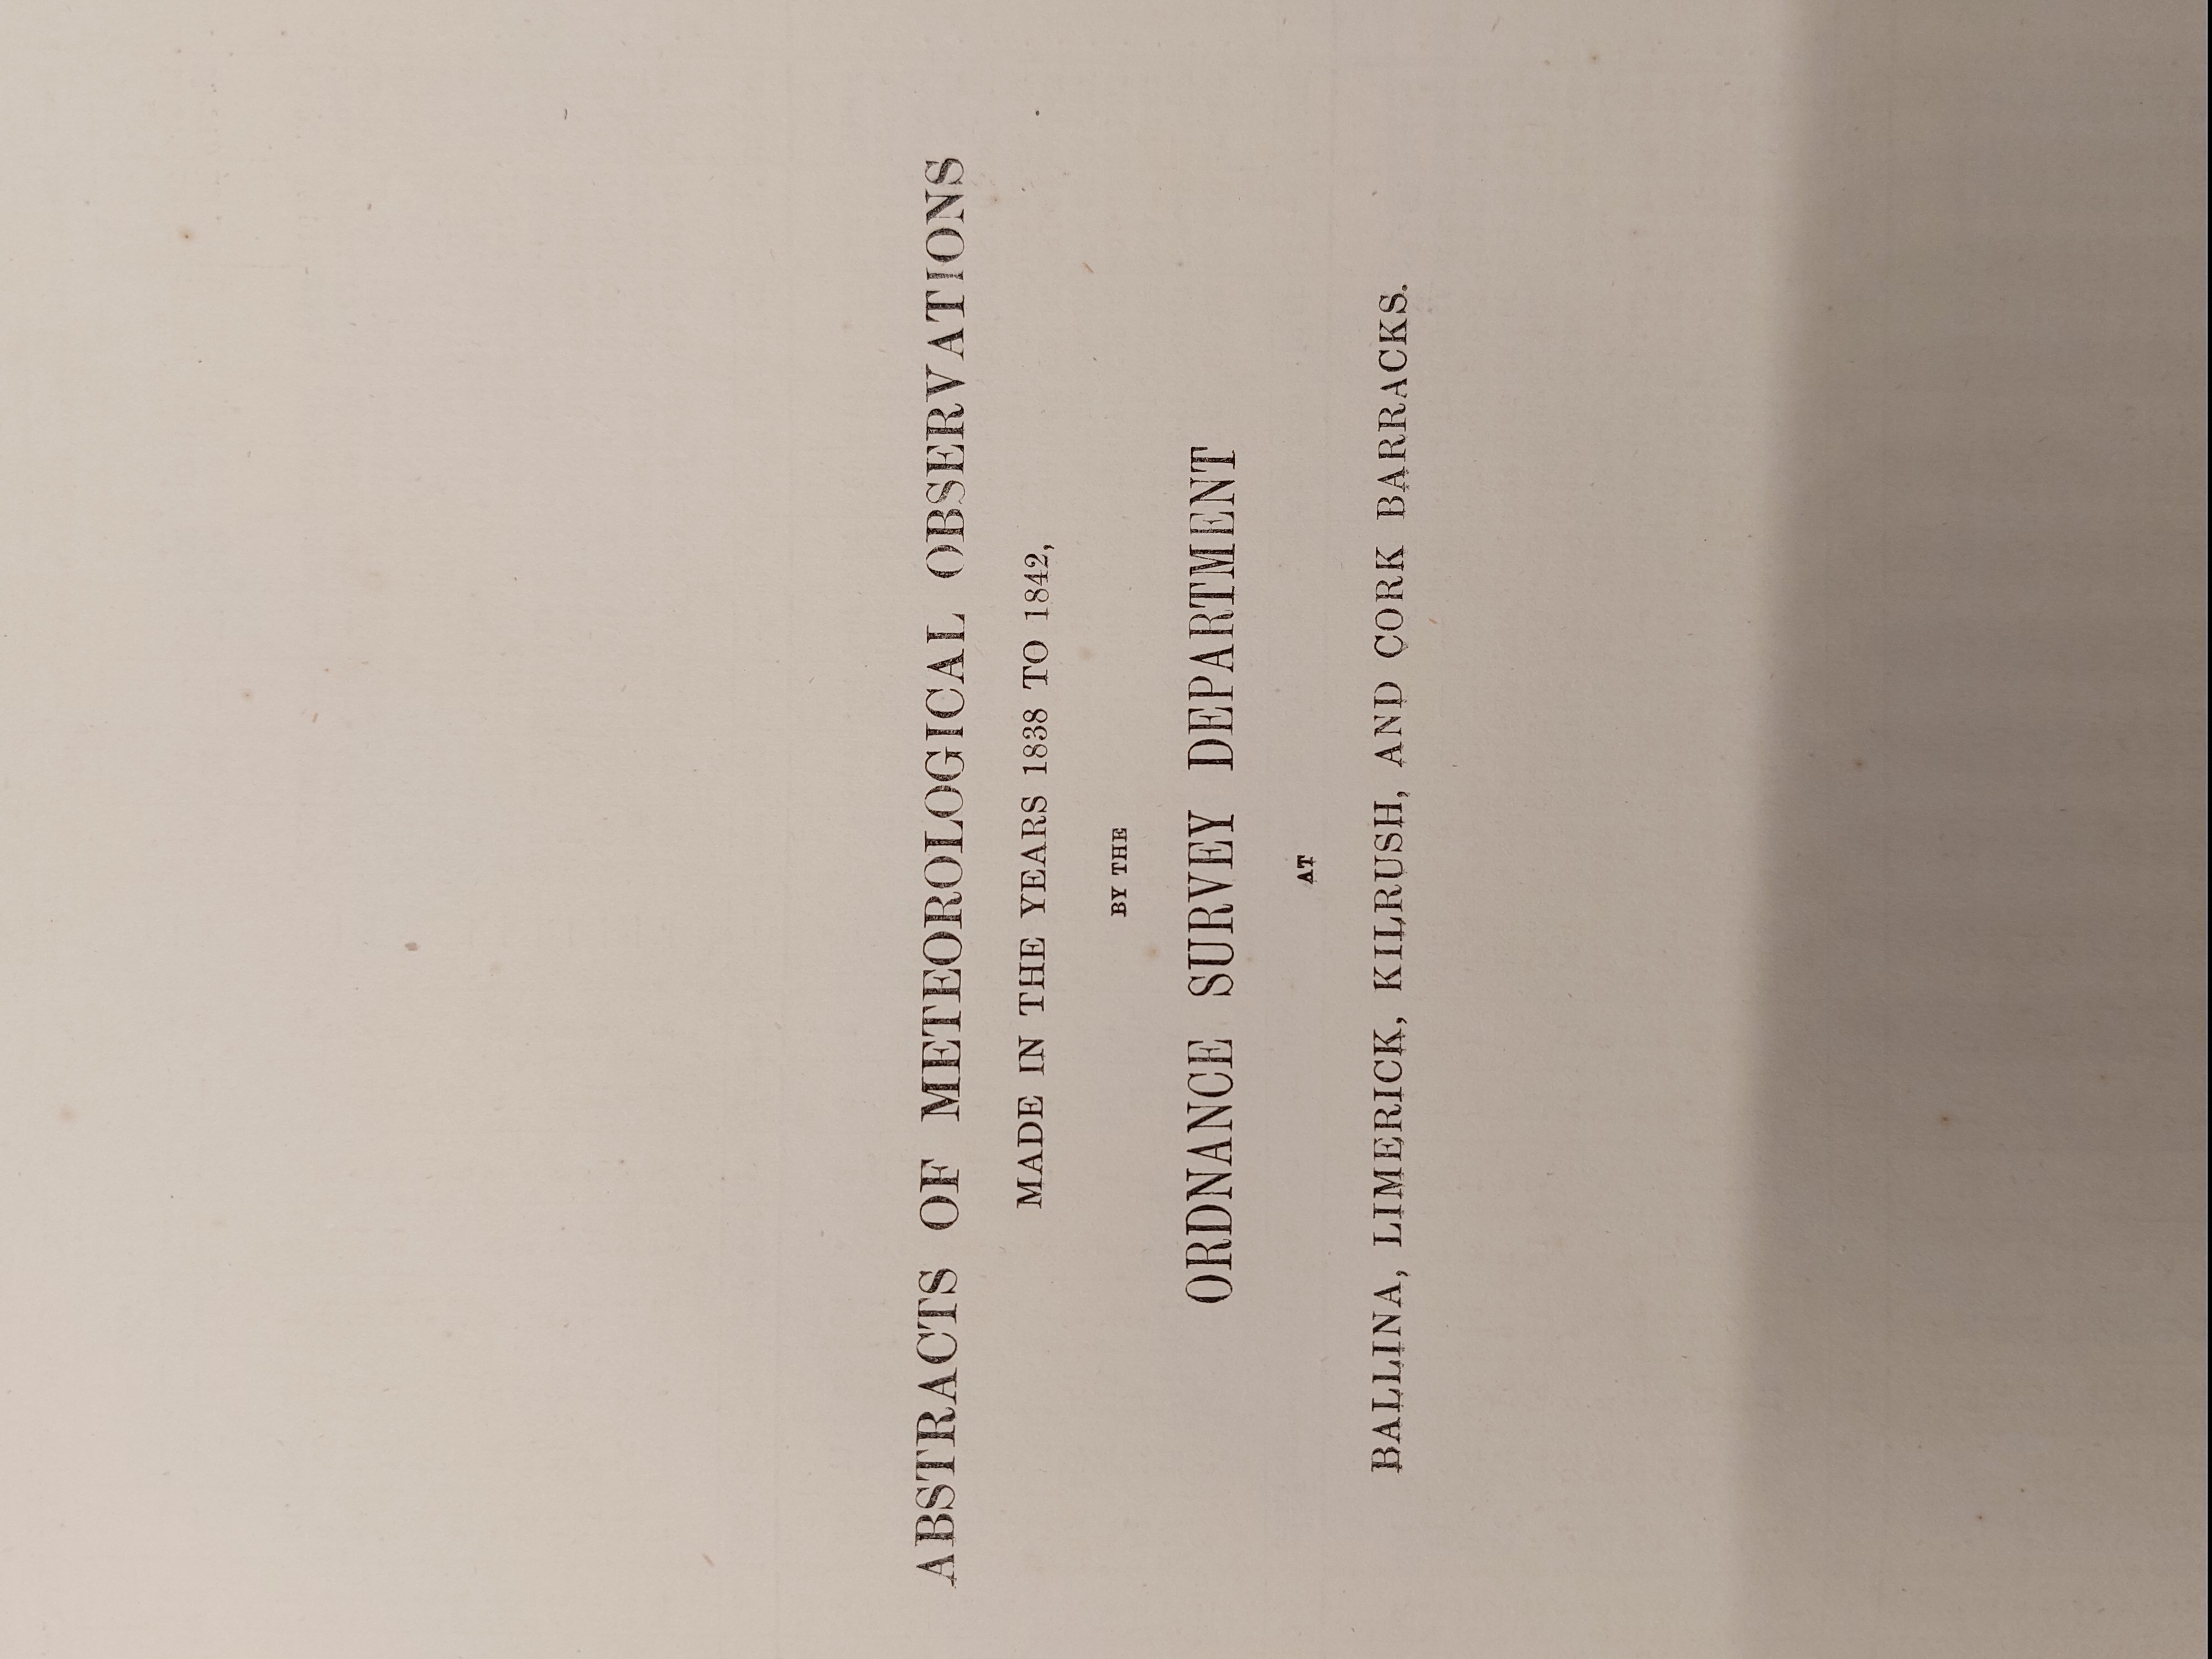 ABSTRACTS OF METEOROLOGICAL OBSERVATIONS
MADE IN THE YEARS 1838 TO 1842,
BY THE
ORDNANCE SURVEY DEPARTMENT
AT
BALLINA, LIMERICK, KILRUSH, AND CORK BARRACKS.